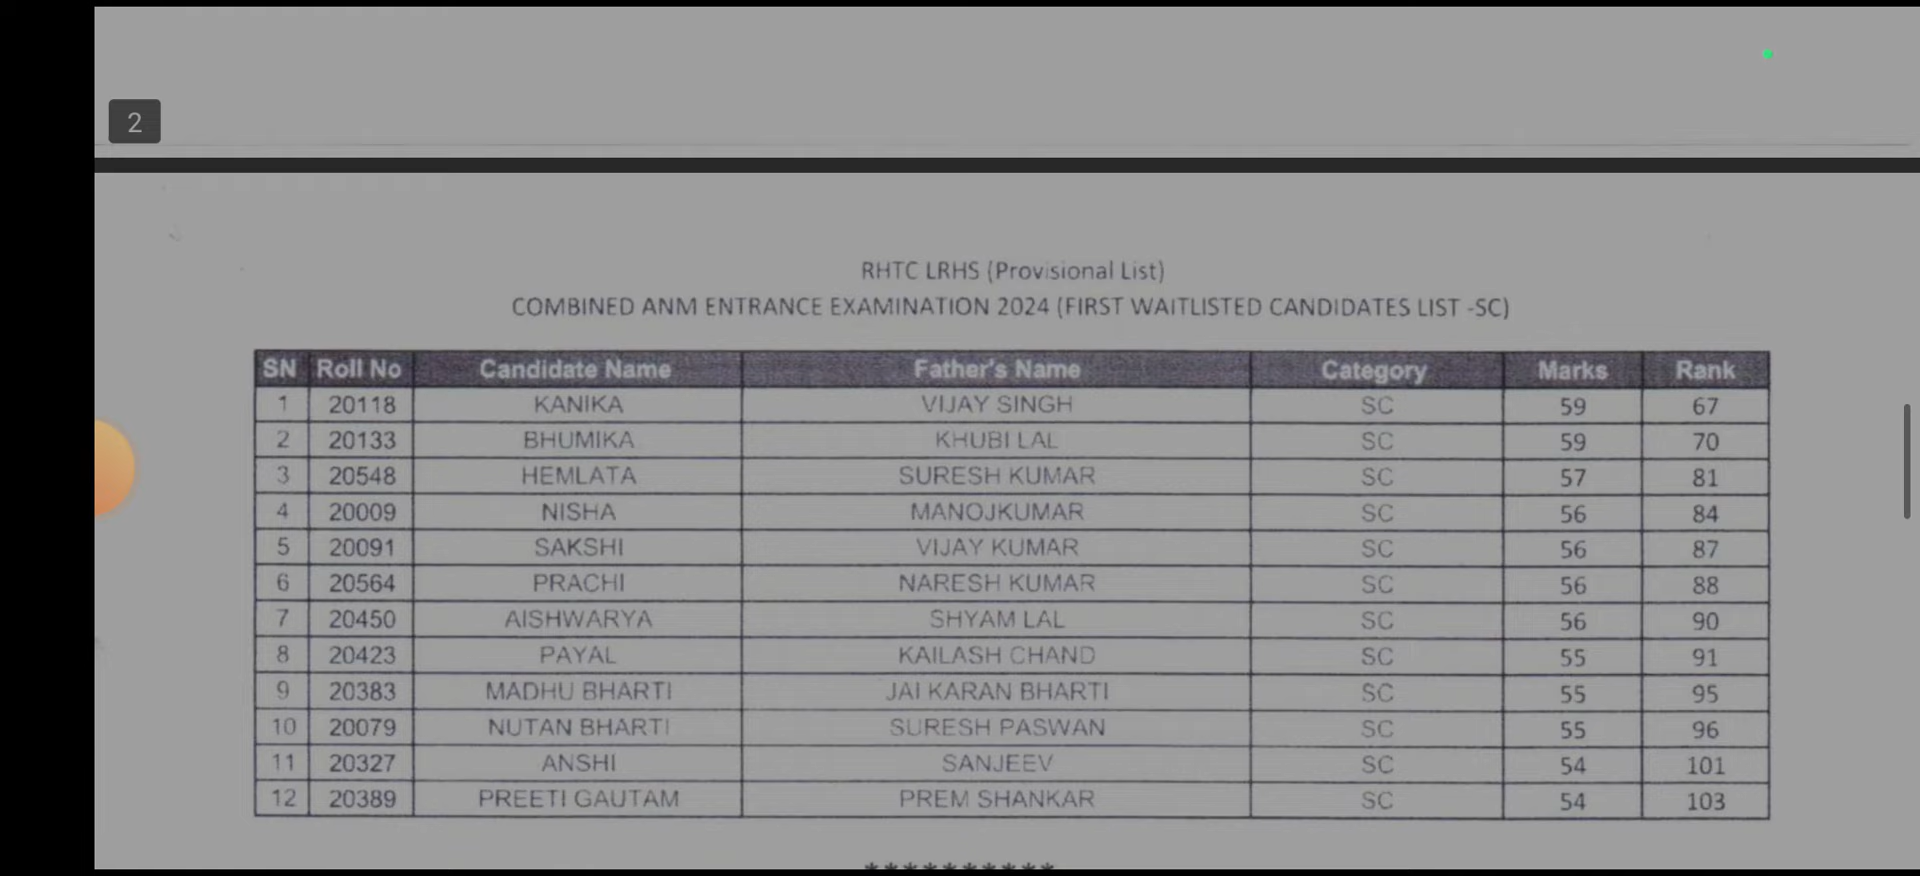 2
RHTC LRHS (Provisional List)
COMBINED ANM ENTRANCE EXAMINATION 2024 (FIRST WAITLISTED CANDIDATES LIST -SC)
SN Roll No Candidate Name Father's Name Category Marks Rank
1 20118 KANIKA VIJAY SINGH SC 59 67
2 20133 BHUMIKA KHUBI LAL SC 59 70
3 20548 HEMLATA SURESH KUMAR SC 57 81
4 20009 NISHA MANOJKUMAR SC 56 84
5 20091 SAKSHI VIJAY KUMAR SC 56 87
6 20564 PRACHI NARESH KUMAR SC 56 88
7 20450 AISHWARYA SHYAM LAL SC 56 90
8 20423 PAYAL KAILASH CHAND SC 55 91
9 20383 MADHU BHARTI JAI KARAN BHARTI SC 55 95
10 20079 NUTAN BHARTI SURESH PASWAN SC 55 96
11 20327 ANSHI SANJEEV SC 54 101
12 20389 PREETI GAUTAM PREM SHANKAR SC 54 103
**********